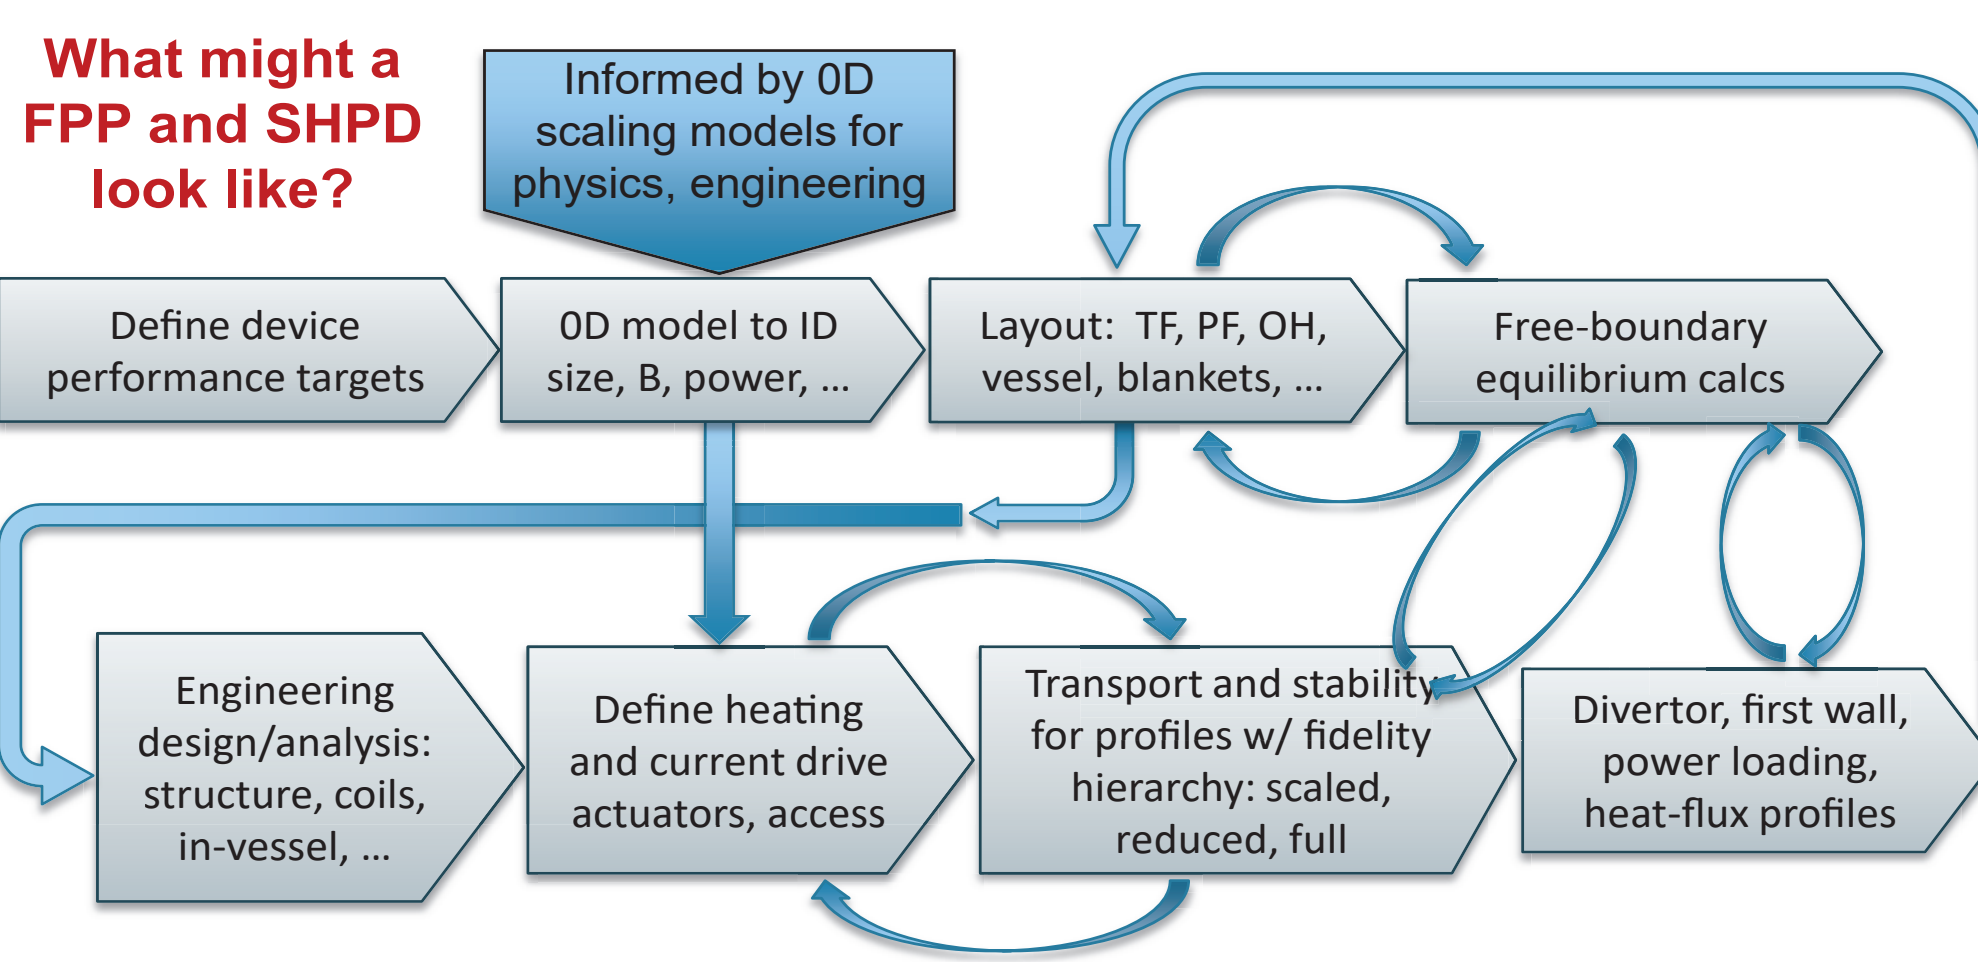 What might a
FPP and SHPD
look like?
Informed by 0D
scaling models for
physics, engineering
Define device
performance targets
0D model to ID
size, B, power, ...
Layout: TF, PF, OH,
vessel, blankets, ...
Free-boundary
equilibrium calcs
Engineering
design/analysis:
structure, coils,
in-vessel, ...
Define heating
and current drive
actuators, access
Transport and stability
for profiles w/ fidelity
hierarchy: scaled,
reduced, full
Divertor, first wall,
power loading,
heat-flux profiles